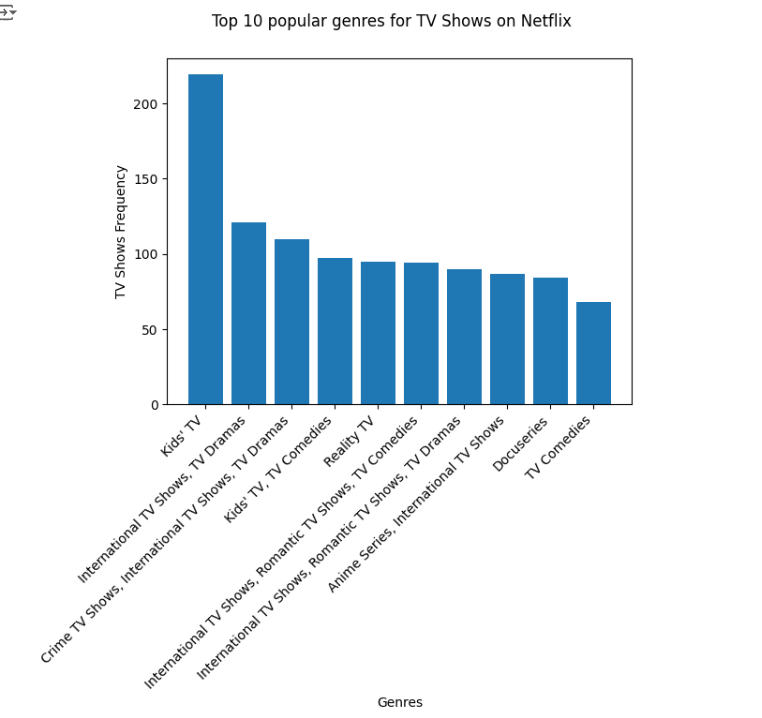 Top 10 popular genres for TV Shows on Netflix
TV Shows Frequency
200
150
100
50
0
Kids' TV
International TV Shows, TV Dramas
Crime TV Shows, International TV Shows, TV Dramas
Kids' TV, TV Comedies
Reality TV
International TV Shows, Romantic TV Shows, TV Comedies
International TV Shows, Romantic TV Shows, TV Dramas
Anime Series, International TV Shows
Docuseries
TV Comedies
Genres